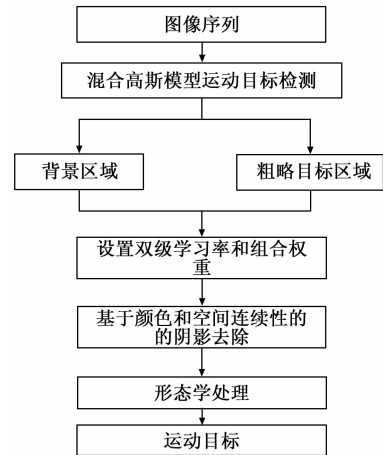 图像序列
混合高斯模型运动目标检测
背景区域
粗略目标区域
设置双级学习率和组合权
重
基于颜色和空间连续性的
的阴影去除
形态学处理
运动目标